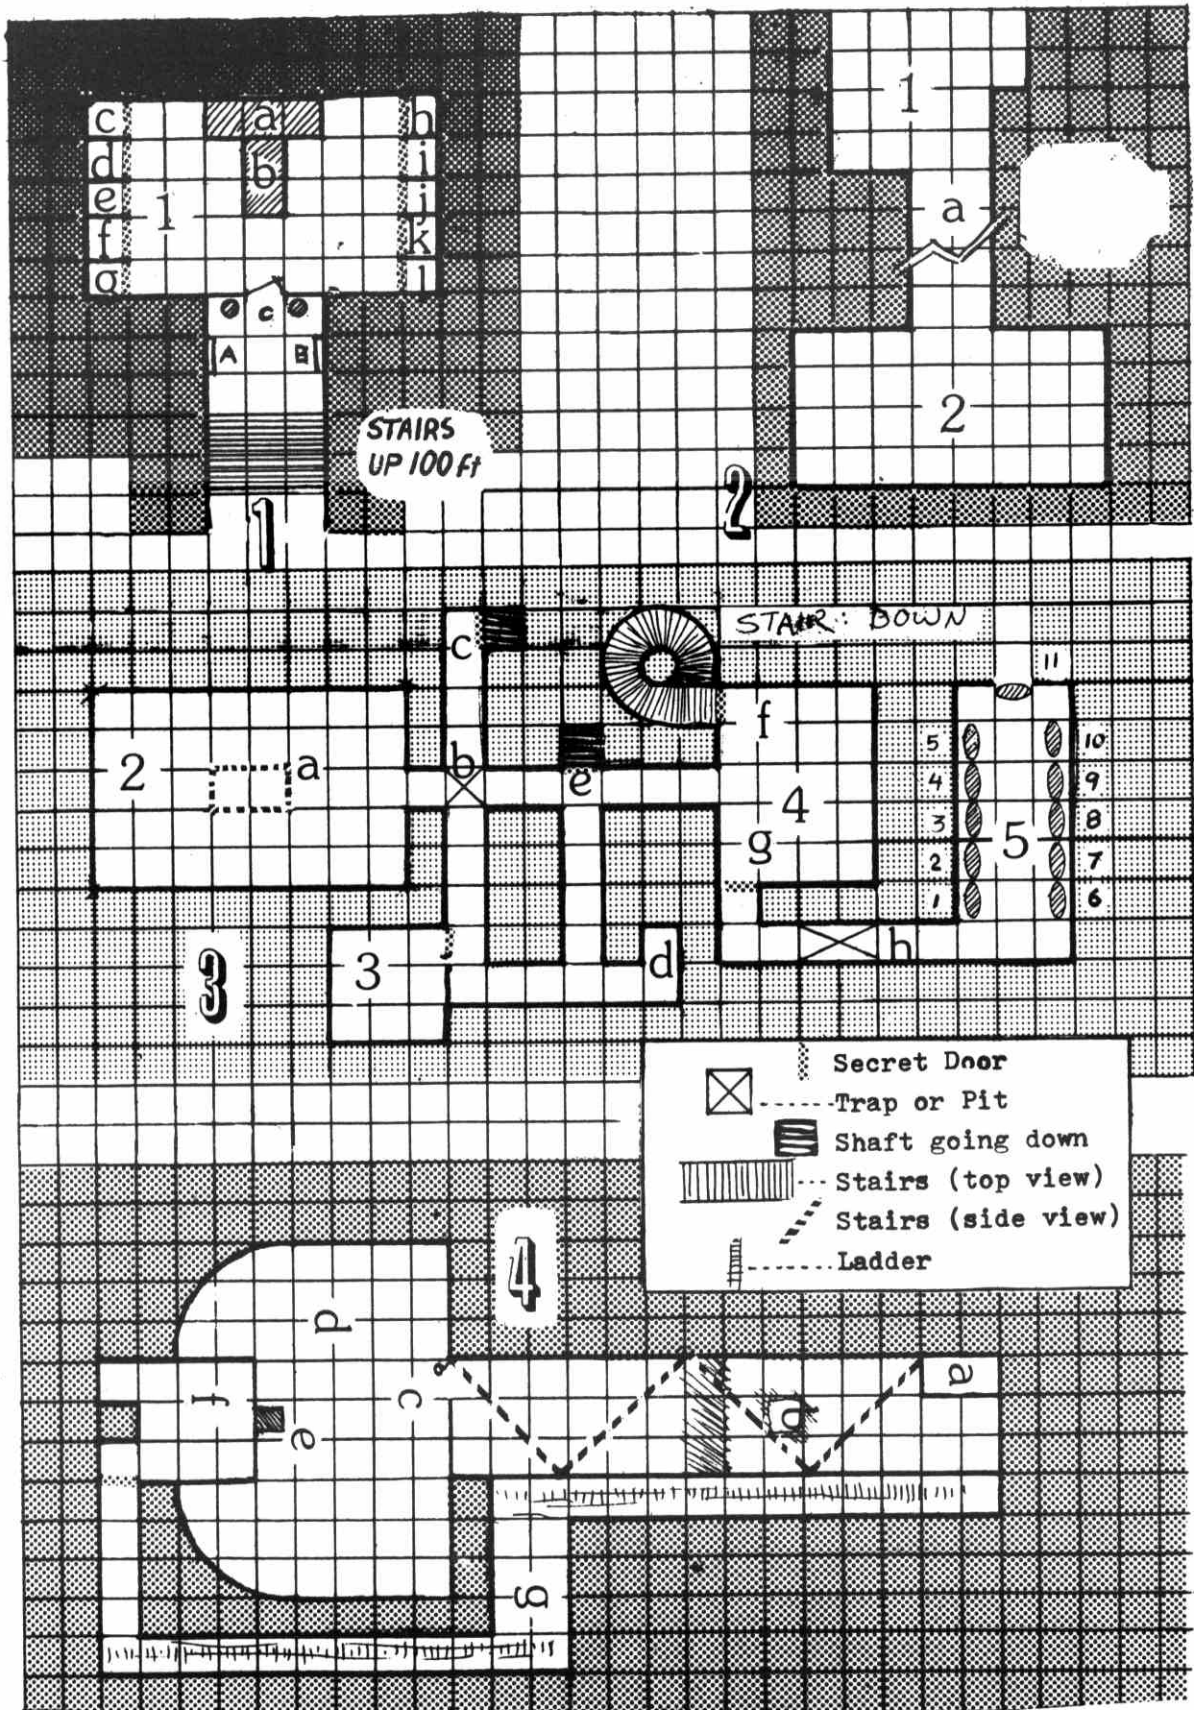 1
c a h
d b i
e 1 j
f k
g l
c
A B
a
2
STAIRS
UP 100 ft
1
2
STAIR: DOWN
c
11
f
5 10
2 a b e
4 9
4
3 8
g 5
2 7
1 6
3
3
d h
Secret Door
Trap or Pit
Shaft going down
Stairs (top view)
Stairs (side view)
Ladder
4
d
a
f c b
e
g